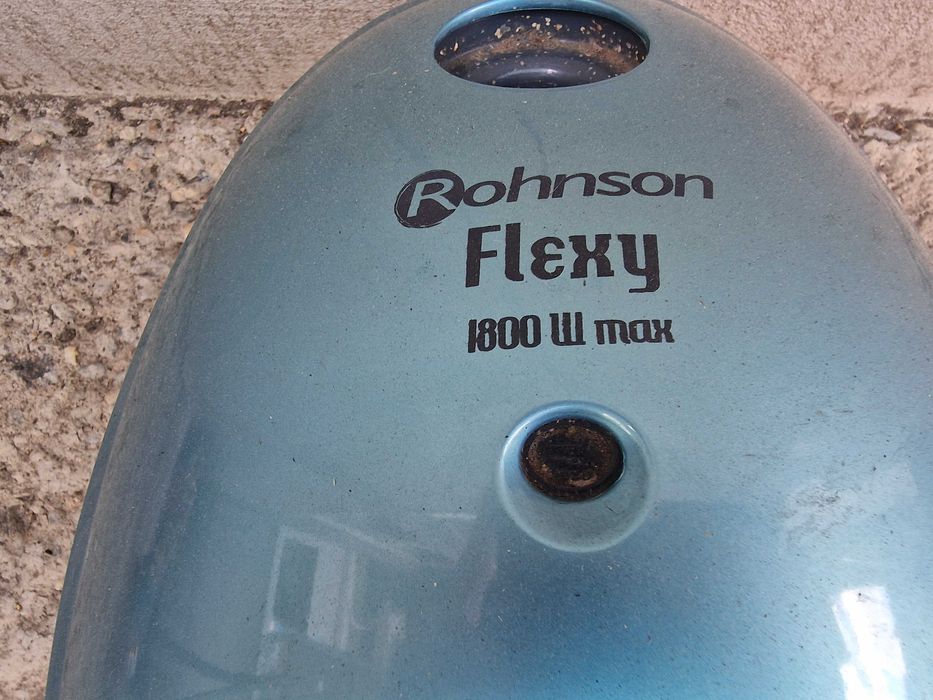 Rohnson
Flexy
1800 W max